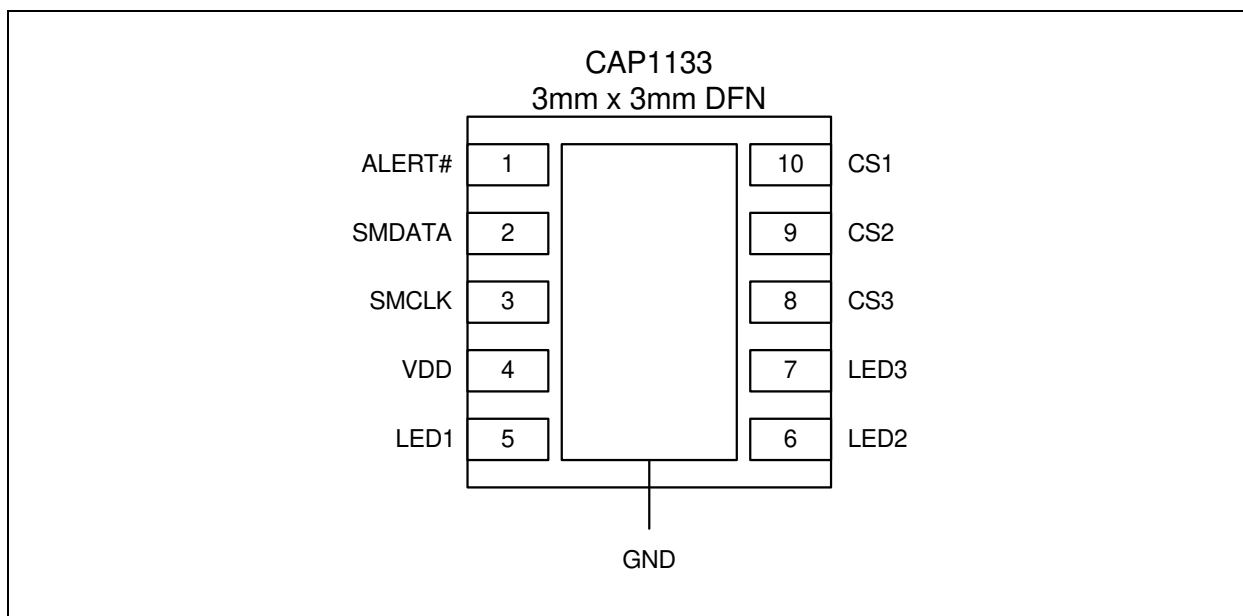 CAP1133
3mm x 3mm DFN
ALERT# 1 10 CS1
SMDATA 2 9 CS2
SMCLK 3 8 CS3
VDD 4 7 LED3
LED1 5 6 LED2
GND